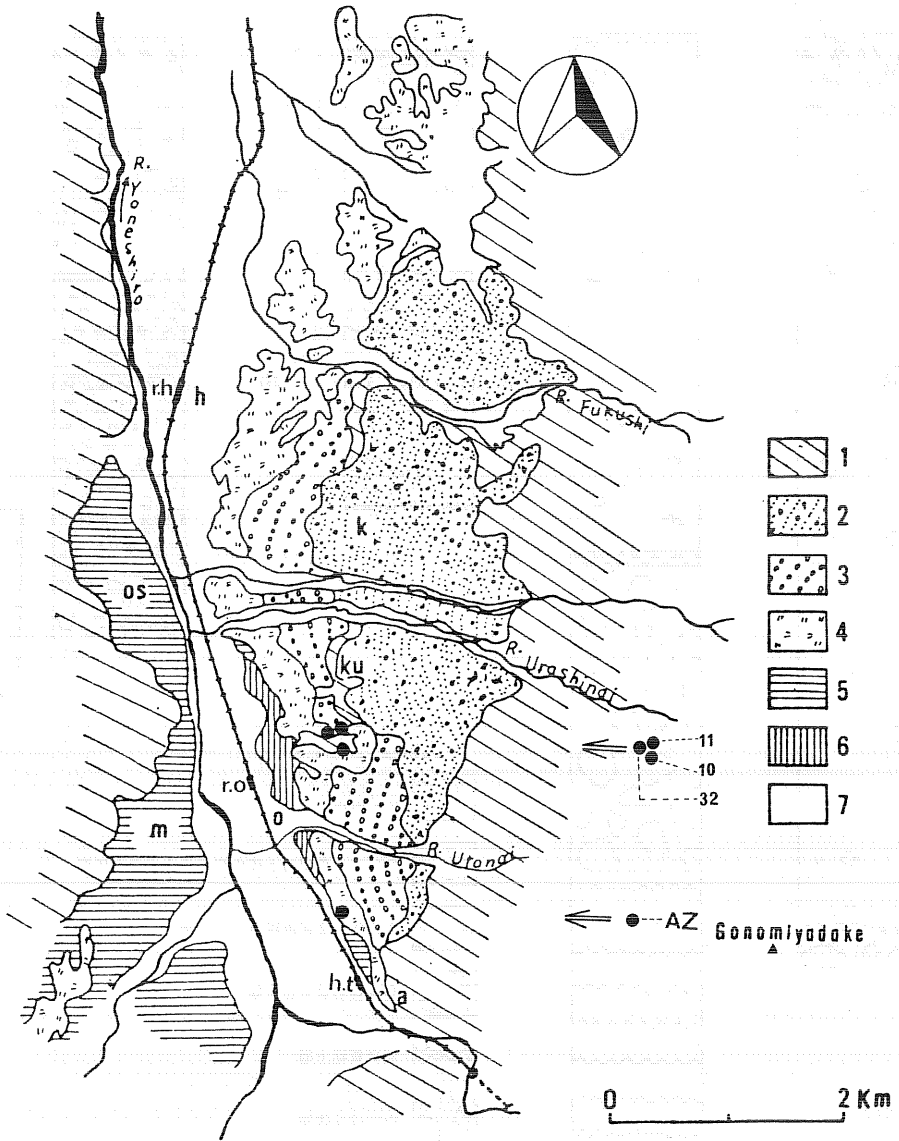 R. Yoneshiro
r.h
h
R. Fukushi
k
os
R. Urashinai
ku
r.o
o
m
R. Utonai
h.t
a
1
2
3
4
5
6
7
11
10
32
AZ
Gonomiyadake
0
2 Km